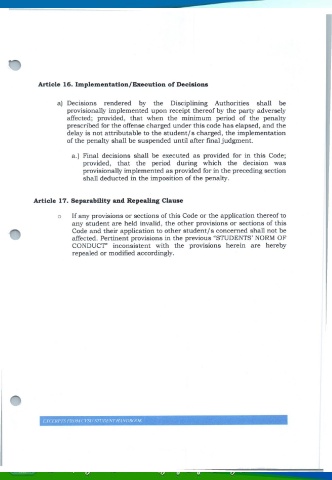 Article 16. Implementation/Execution of Decisions
a) Decisions rendered by the Disciplining Authorities shall be
provisionally implemented upon receipt thereof by the party adversely
affected; provided, that when the minimum period of the penalty
prescribed for the offense charged under this code has elapsed, and the
delay is not attributable to the student/s charged, the implementation
of the penalty shall be suspended until after final judgment.
a.) Final decisions shall be executed as provided for in this Code;
provided, that the period during which the decision was
provisionally implemented as provided for in the preceding section
shall deducted in the imposition of the penalty.
Article 17. Separability and Repealing Clause
o If any provisions or sections of this Code or the application thereof to
any student are held invalid, the other provisions or sections of this
Code and their application to other student/s concerned shall not be
affected. Pertinent provisions in the previous "STUDENTS' NORM OF
CONDUCT" inconsistent with the provisions herein are hereby
repealed or modified accordingly.